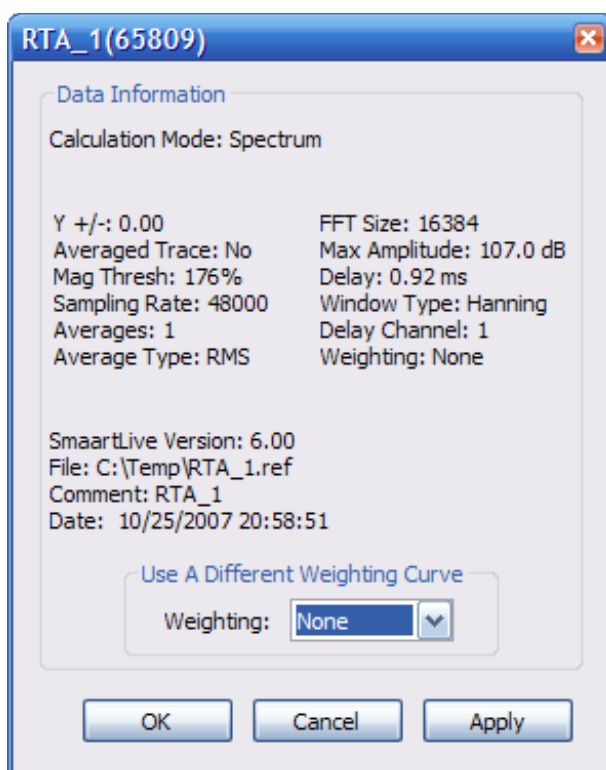 RTA_1(65809)
Data Information
Calculation Mode: Spectrum
Y +/-: 0.00
Averaged Trace: No
Mag Thresh: 176%
Sampling Rate: 48000
Averages: 1
Average Type: RMS
FFT Size: 16384
Max Amplitude: 107.0 dB
Delay: 0.92 ms
Window Type: Hanning
Delay Channel: 1
Weighting: None
SmaartLive Version: 6.00
File: C:\Temp\RTA_1.ref
Comment: RTA_1
Date:  10/25/2007 20:58:51
Use A Different Weighting Curve
Weighting: None
OK Cancel Apply